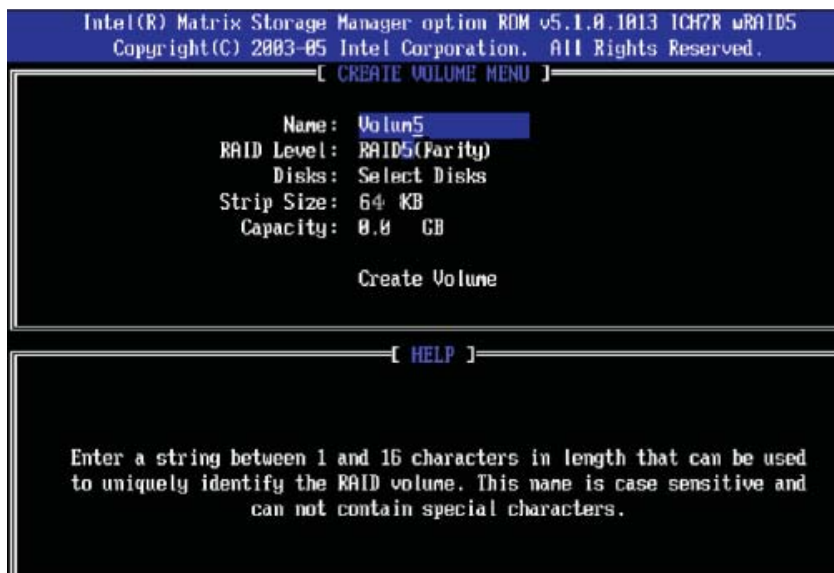 Intel(R) Matrix Storage Manager option ROM v5.1.0.1013 ICH7R wRAID5
Copyright(C) 2003-05 Intel Corporation. All Rights Reserved.
[ CREATE VOLUME MENU ]
Name: Volum5
RAID Level: RAID5(Parity)
Disks: Select Disks
Strip Size: 64 KB
Capacity: 0.0 GB
Create Volume
[ HELP ]
Enter a string between 1 and 16 characters in length that can be used
to uniquely identify the RAID volume. This name is case sensitive and
can not contain special characters.